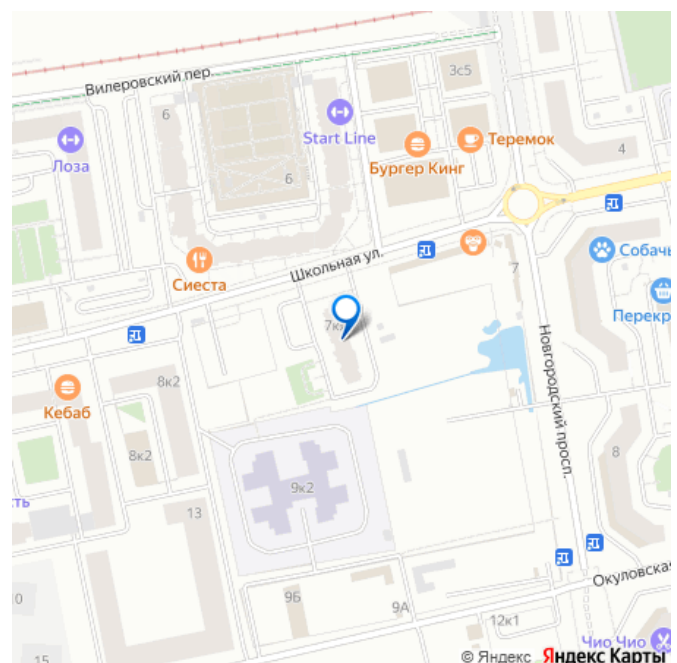 Вилеровский пер.
3с5
6
Start Line
Теремок
4
Лоза
Бургер Кинг
6
Школьная ул.
Собачь
Сиеста
7
Перекр
7к
Новгородский просп.
8к2
Кебаб
8к2
8
9к2
ть
13
Окуловская
10
9Б
9А
12к1
Чио Чио
15
© Яндекс Яндекс Карты